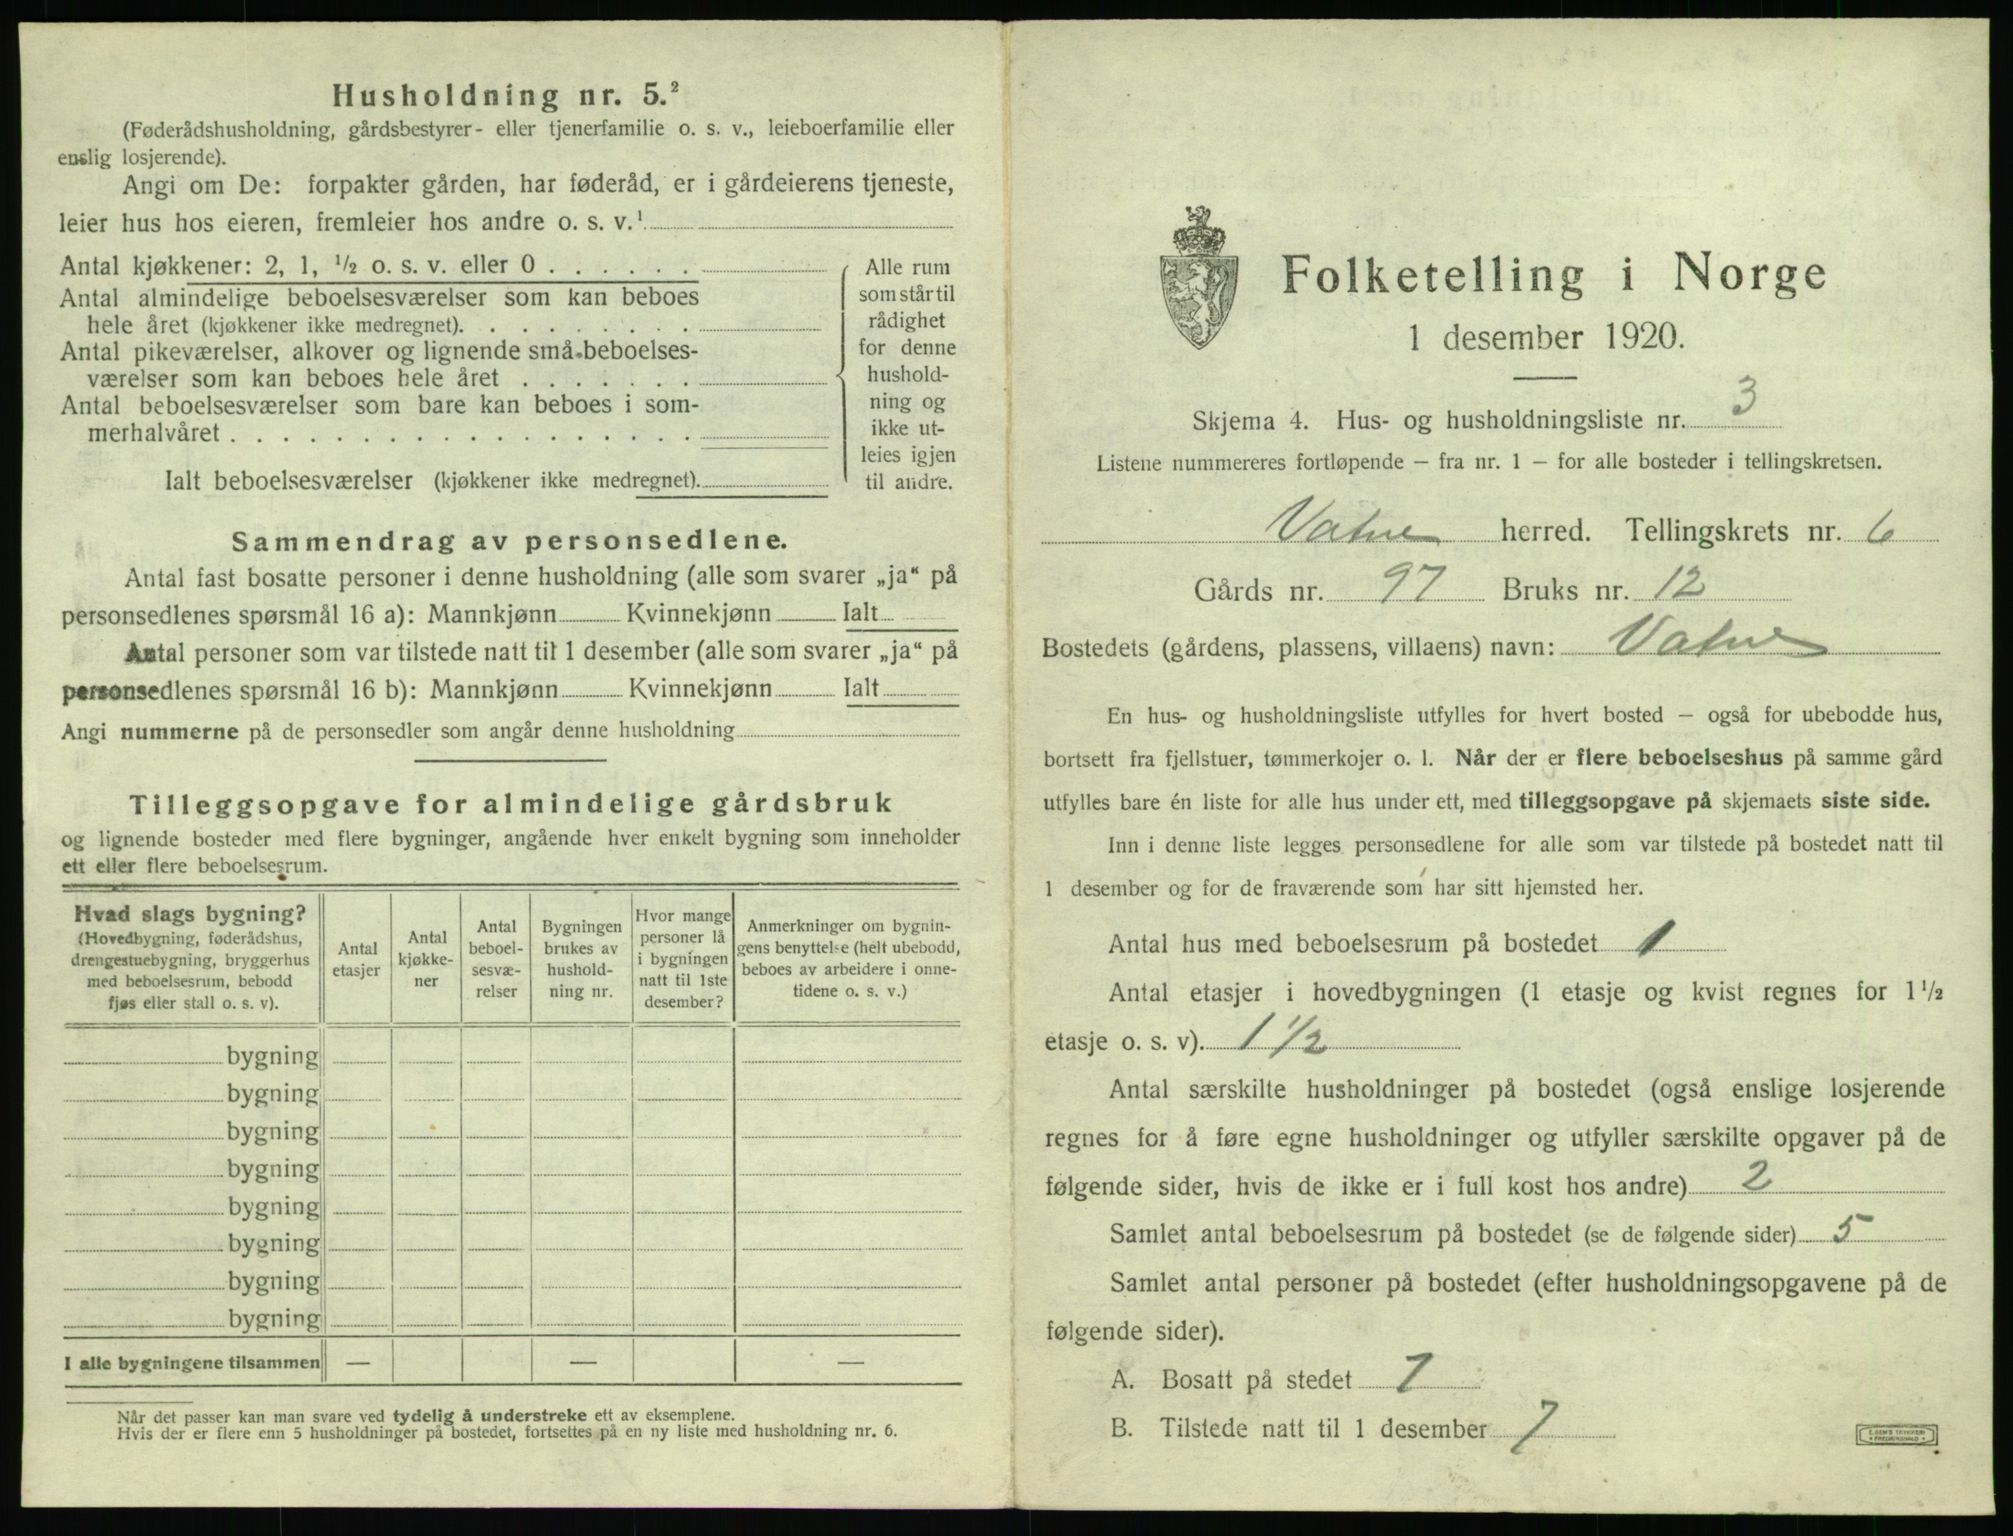 Husholdning nr. 5.²
(Føderådshusholdning, gårdsbestyrer- eller tjenerfamilie o. s. v., leieboerfamilie eller
enslig losjerende).
Angi om De: forpakter gården, har føderåd, er i gårdeierens tjeneste,
leier hus hos eieren, fremleier hos andre o. s. v.¹
Antal kjøkkener: 2, 1, ½ o. s. v. eller 0 . . . . . .
Antal almindelige beboelsesværelser som kan beboes
hele året (kjøkkener ikke medregnet). . . . . . . . .
Antal pikeværelser, alkover og lignende små beboelses-
værelser som kan beboes hele året . . . . . . .
Antal beboelsesværelser som bare kan beboes i som-
merhalvåret . . . . . . . . . . . . . . . . . .
Ialt beboelsesværelser (kjøkkener ikke medregnet).
Alle rum
som står til
rådighet
for denne
hushold-
ning og
ikke ut-
leies igjen
til andre.
Sammendrag av personsedlene.
Antal fast bosatte personer i denne husholdning (alle som svarer „ja“ på
personsedlenes spørsmål 16 a): Mannkjønn Kvinnekjønn Ialt
Antal personer som var tilstede natt til 1 desember (alle som svarer „ja“ på
personsedlenes spørsmål 16 b): Mannkjønn Kvinnekjønn Ialt
Angi nummerne på de personsedler som angår denne husholdning
Tilleggsopgave for almindelige gårdsbruk
og lignende bosteder med flere bygninger, angående hver enkelt bygning som inneholder
ett eller flere beboelsesrum.
Hvad slags bygning?
(Hovedbygning, føderådshus,
drengestuebygning, bryggerhus
med beboelsesrum, bebodd
fjøs eller stall o. s. v).
Antal
etasjer
Antal
kjøkke-
ner
Antal
beboel-
sesvæ-
relser
Bygningen
brukes av
hushold-
ning nr.
Hvor mange
personer lå
i bygningen
natt til 1ste
desember?
Anmerkninger om bygnin-
gens benyttelse (helt ubebodd,
beboes av arbeidere i onne-
tidene o. s. v.)
bygning
bygning
bygning
bygning
bygning
bygning
bygning
bygning
I alle bygningene tilsammen — — —
Når det passer kan man svare ved tydelig å understreke ett av eksemplene.
Hvis der er flere enn 5 husholdninger på bostedet, fortsettes på en ny liste med husholdning nr. 6.
Folketelling i Norge
1 desember 1920.
Skjema 4. Hus- og husholdningsliste nr. 3
Listene nummereres fortløpende — fra nr. 1 — for alle bosteder i tellingskretsen.
Vatne herred. Tellingskrets nr. 6
Gårds nr. 97 Bruks nr. 12
Bostedets (gårdens, plassens, villaens) navn: Vatne
En hus- og husholdningsliste utfylles for hvert bosted — også for ubebodde hus,
bortsett fra fjellstuer, tømmerkojer o. l. Når der er flere beboelseshus på samme gård
utfylles bare én liste for alle hus under ett, med tilleggsopgave på skjemaets siste side.
Inn i denne liste legges personsedlene for alle som var tilstede på bostedet natt til
1 desember og for de fraværende som har sitt hjemsted her.
Antal hus med beboelsesrum på bostedet 1
Antal etasjer i hovedbygningen (1 etasje og kvist regnes for 1½
etasje o. s. v). 1 1/2
Antal særskilte husholdninger på bostedet (også enslige losjerende
regnes for å føre egne husholdninger og utfyller særskilte opgaver på de
følgende sider, hvis de ikke er i full kost hos andre) 2
Samlet antal beboelsesrum på bostedet (se de følgende sider) 5
Samlet antal personer på bostedet (efter husholdningsopgavene på de
følgende sider).
A. Bosatt på stedet 7
B. Tilstede natt til 1 desember 7